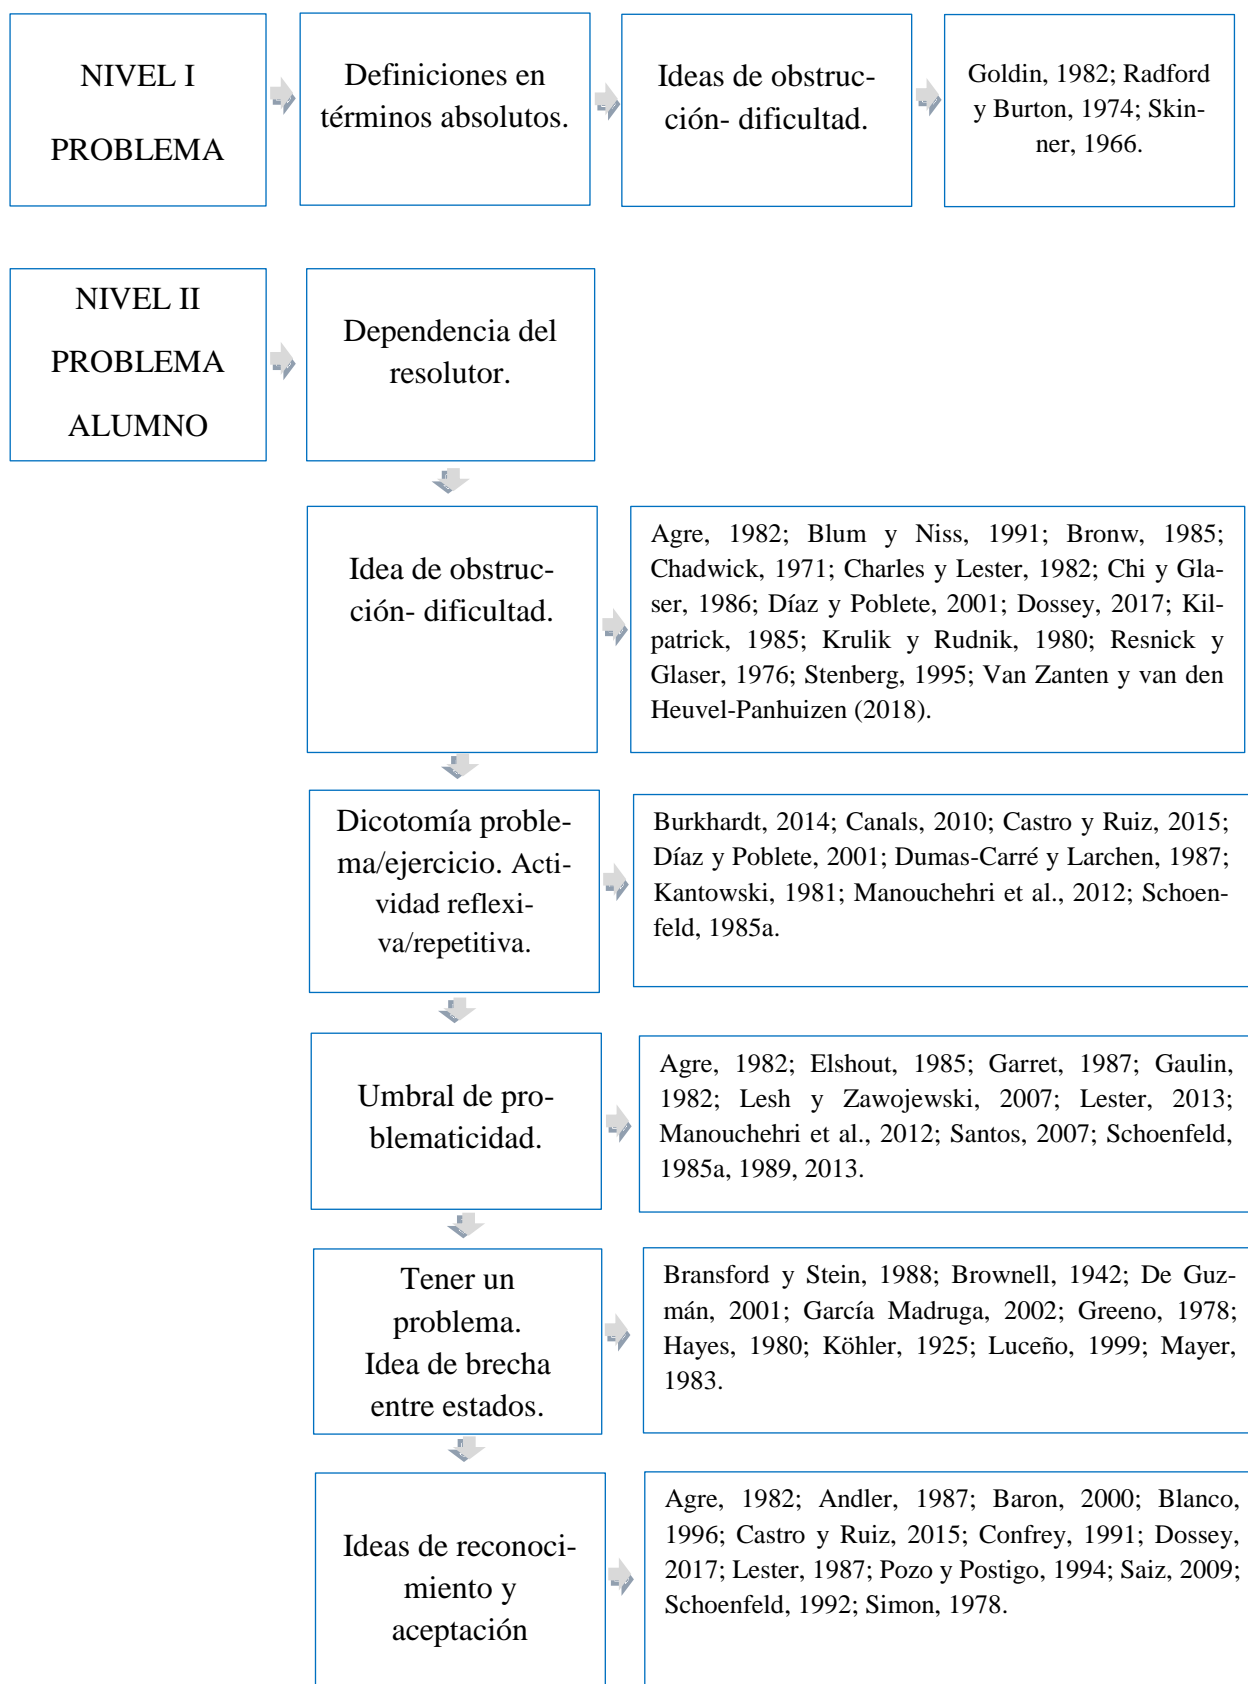 NIVEL I
PROBLEMA
Definiciones en
términos absolutos.
Ideas de obstruc-
ción- dificultad.
Goldin, 1982; Radford
y Burton, 1974; Skin-
ner, 1966.
NIVEL II
PROBLEMA
ALUMNO
Dependencia del
resolutor.
Idea de obstruc-
ción- dificultad.
Agre, 1982; Blum y Niss, 1991; Bronw, 1985;
Chadwick, 1971; Charles y Lester, 1982; Chi y Gla-
ser, 1986; Díaz y Poblete, 2001; Dossey, 2017; Kil-
patrick, 1985; Krulik y Rudnik, 1980; Resnick y
Glaser, 1976; Stenberg, 1995; Van Zanten y van den
Heuvel-Panhuizen (2018).
Dicotomía proble-
ma/ejercicio. Acti-
vidad reflexi-
va/repetitiva.
Burkhardt, 2014; Canals, 2010; Castro y Ruiz, 2015;
Díaz y Poblete, 2001; Dumas-Carré y Larchen, 1987;
Kantowski, 1981; Manouchehri et al., 2012; Schoen-
feld, 1985a.
Umbral de pro-
blematicidad.
Agre, 1982; Elshout, 1985; Garret, 1987; Gaulin,
1982; Lesh y Zawojewski, 2007; Lester, 2013;
Manouchehri et al., 2012; Santos, 2007; Schoenfeld,
1985a, 1989, 2013.
Tener un
problema.
Idea de brecha
entre estados.
Bransford y Stein, 1988; Brownell, 1942; De Guz-
mán, 2001; García Madruga, 2002; Greeno, 1978;
Hayes, 1980; Köhler, 1925; Luceño, 1999; Mayer,
1983.
Ideas de reconoci-
miento y
aceptación
Agre, 1982; Andler, 1987; Baron, 2000; Blanco,
1996; Castro y Ruiz, 2015; Confrey, 1991; Dossey,
2017; Lester, 1987; Pozo y Postigo, 1994; Saiz, 2009;
Schoenfeld, 1992; Simon, 1978.